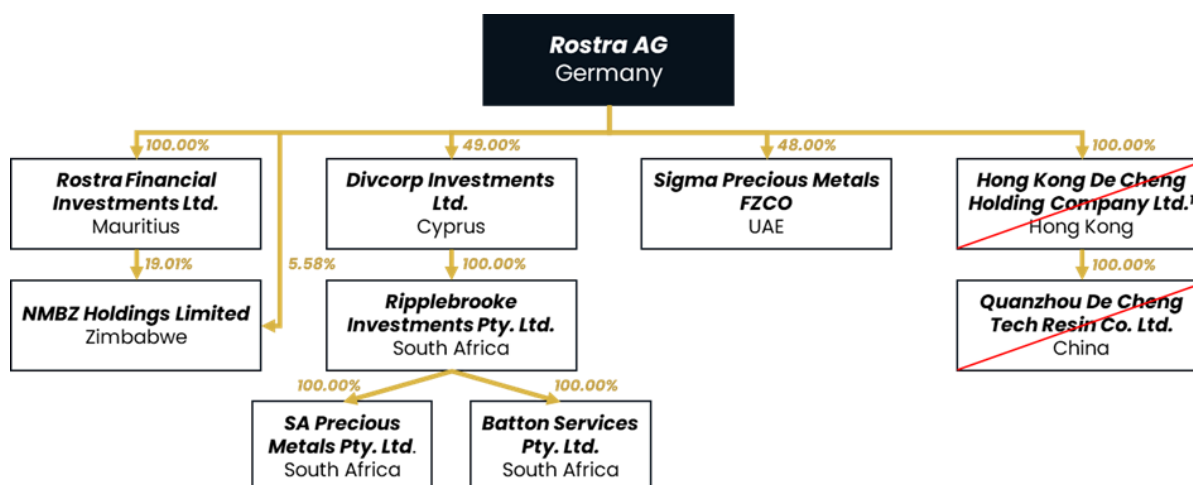 Rostra AG
Germany
100.00%
49.00%
48.00%
100.00%
Rostra Financial
Investments Ltd.
Mauritius
Divcorp Investments
Ltd.
Cyprus
Sigma Precious Metals
FZCO
UAE
Hong Kong De Cheng
Holding Company Ltd.¹
Hong Kong
19.01%
5.58%
100.00%
100.00%
NMBZ Holdings Limited
Zimbabwe
Ripplebrooke
Investments Pty. Ltd.
South Africa
Quanzhou De Cheng
Tech Resin Co. Ltd.
China
100.00%
100.00%
SA Precious
Metals Pty. Ltd.
South Africa
Batton Services
Pty. Ltd.
South Africa